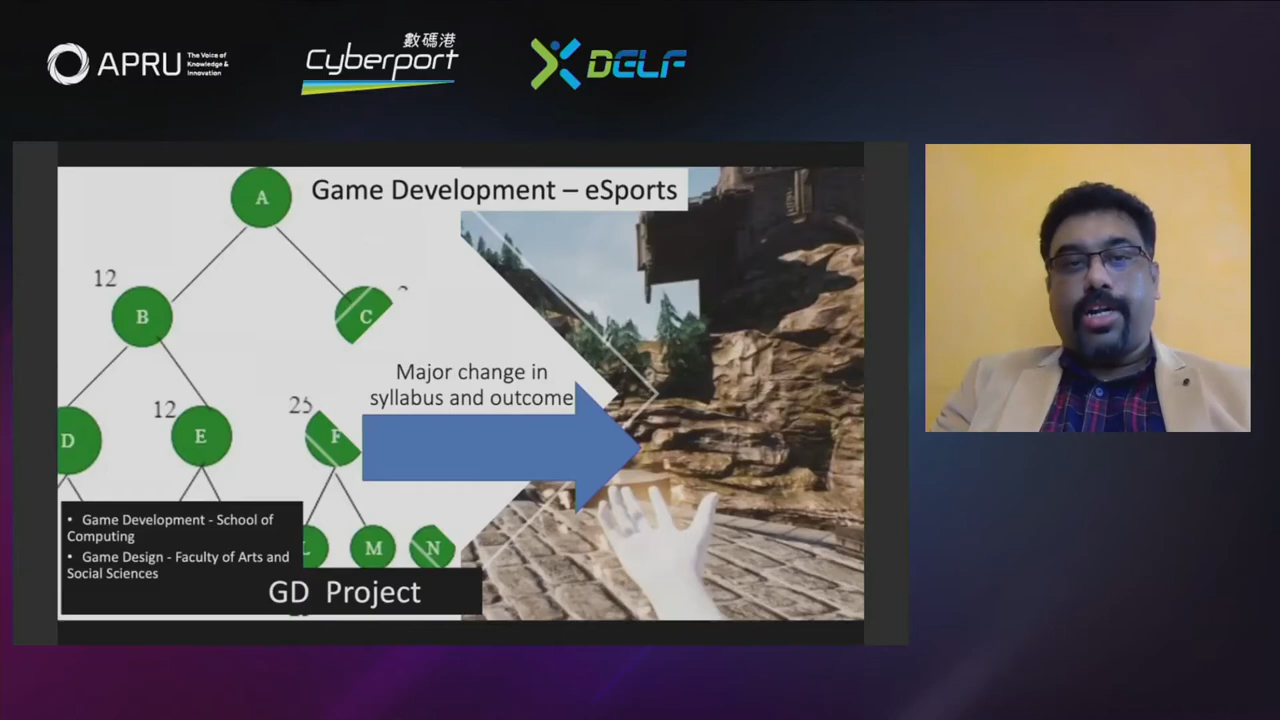 APRU
The Voice of
Knowledge &
Innovation
數碼港
Cyberport
DELF
Game Development – eSports
A
12
B
C
Major change in
syllabus and outcome
12
25
D
E
F
• Game Development - School of
Computing
• Game Design - Faculty of Arts and
Social Sciences
L
M
N
GD Project